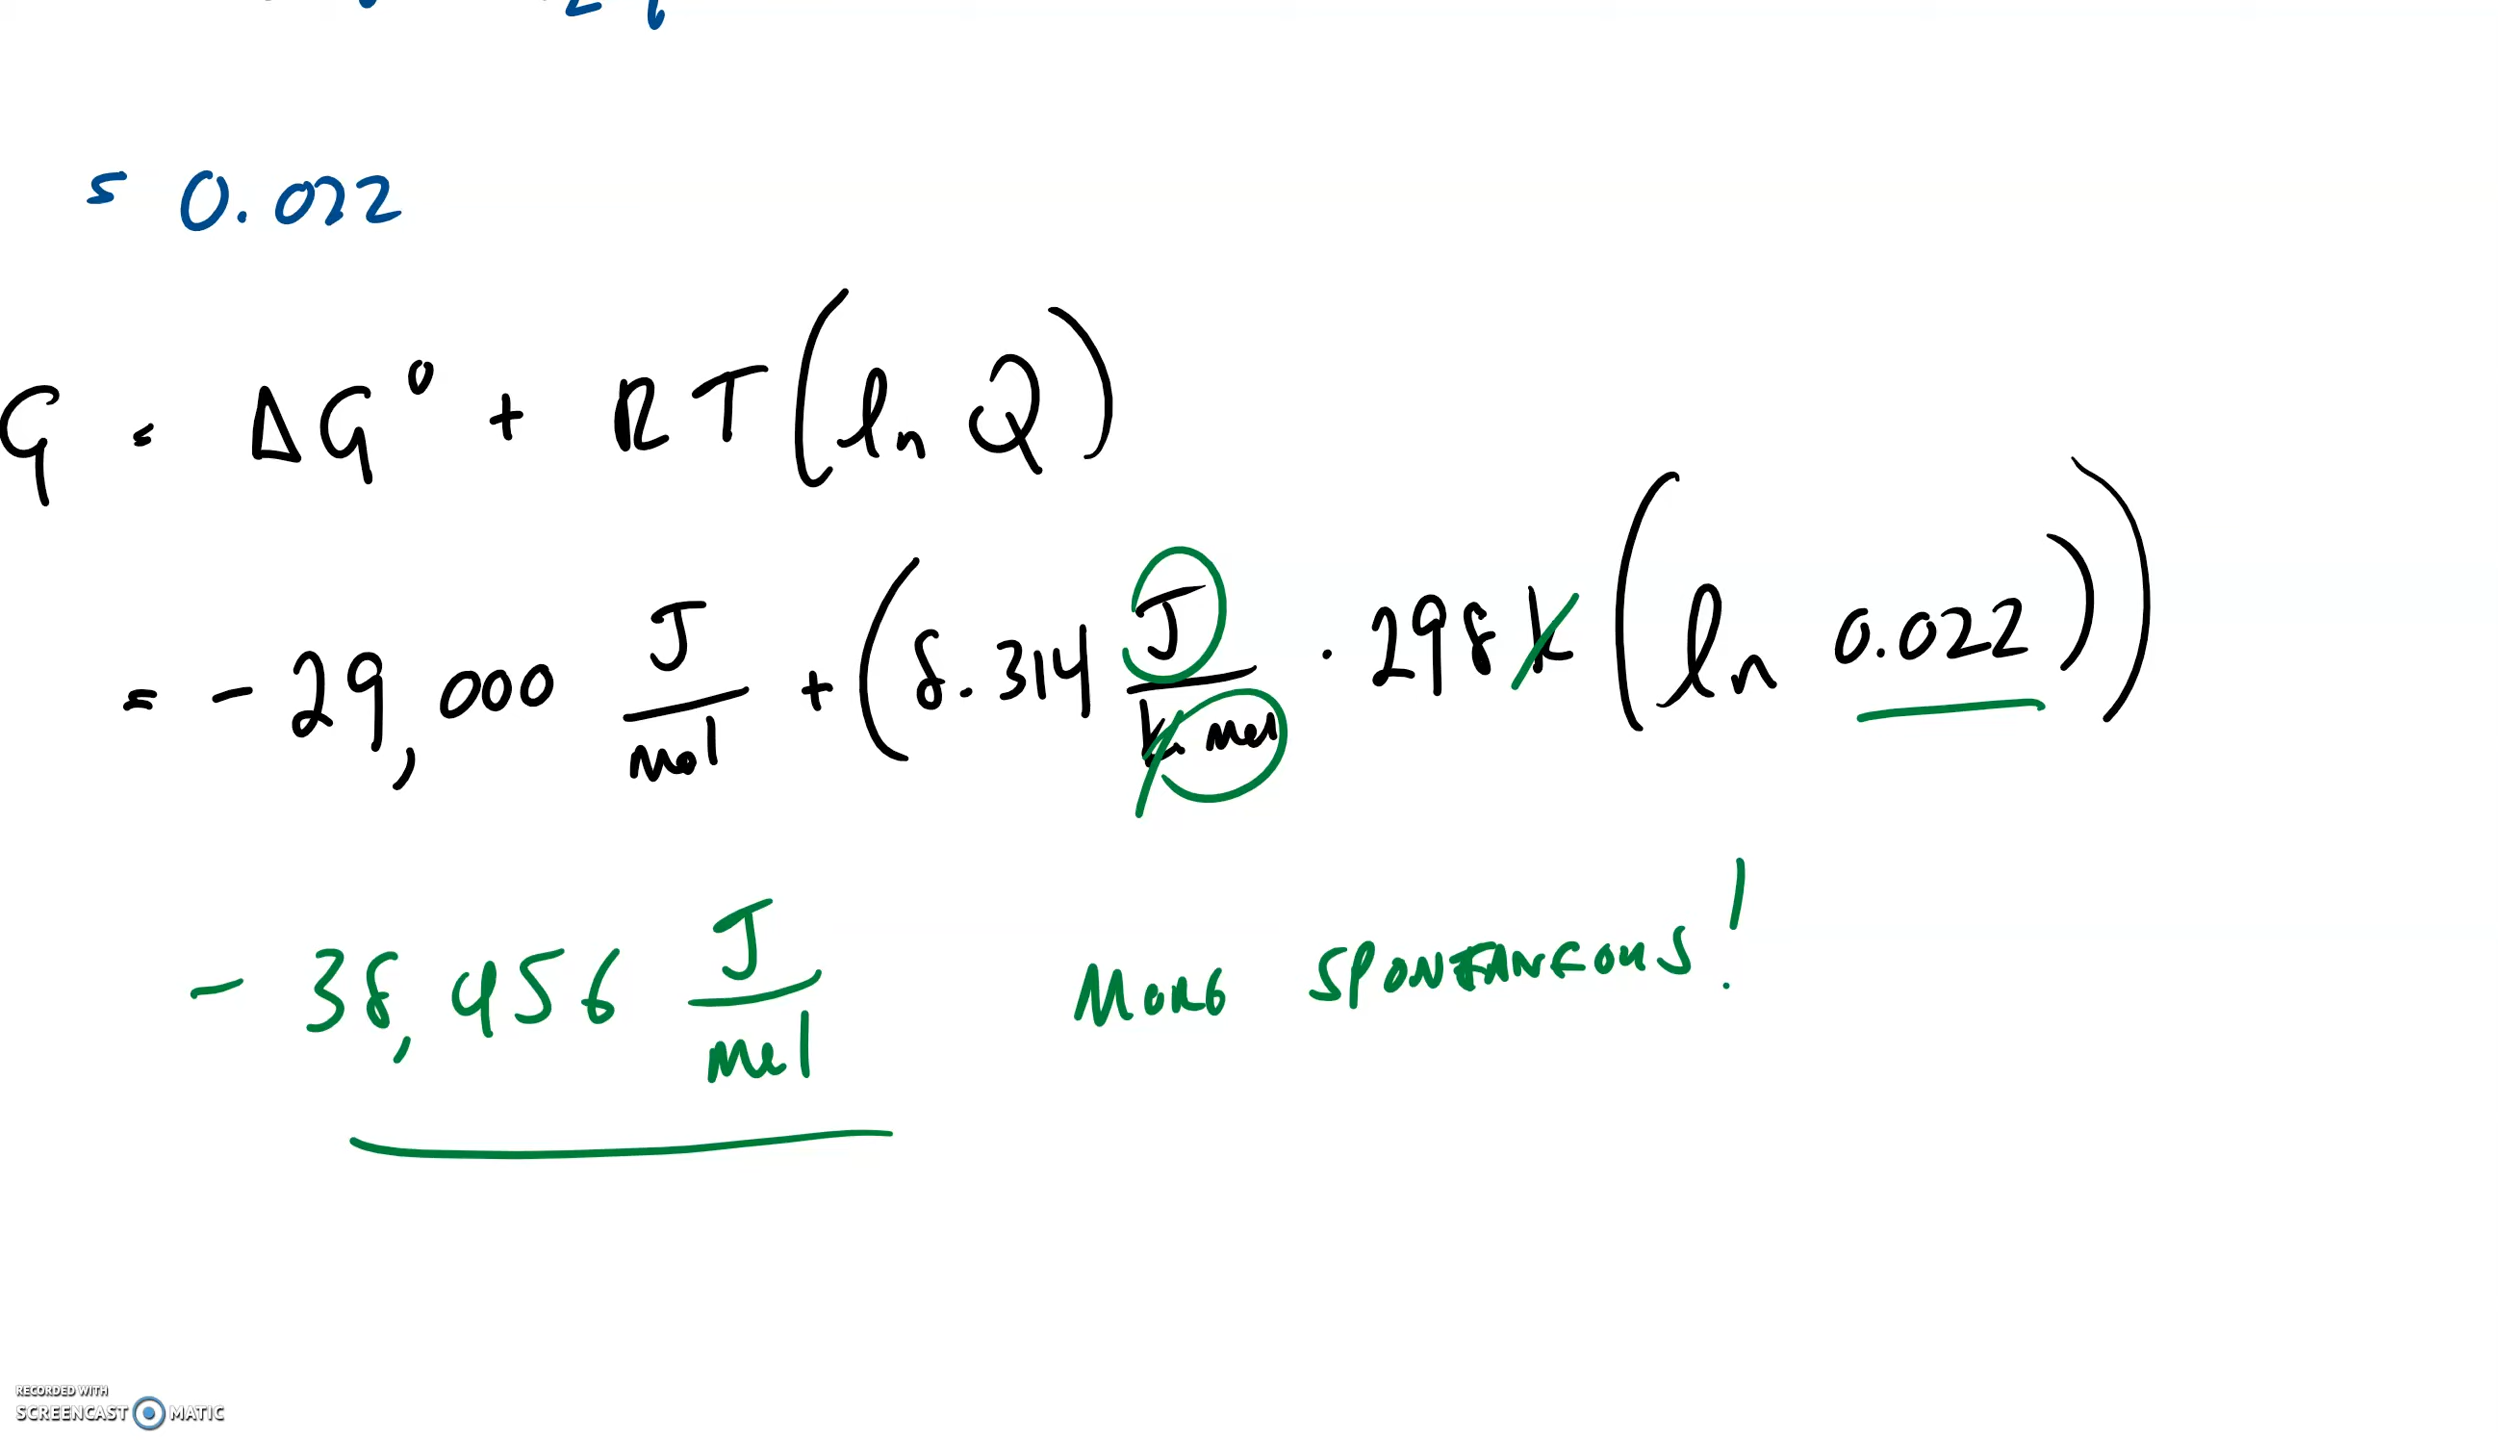 = 0.022
G = ΔG° + RT(ln Q)
= - 29,000 J/mol + (8.314 J/K mol · 298 K (ln 0.022))
- 38,956 J/mol MORE SPONTANEOUS!
RECORDED WITH
SCREENCAST MATIC